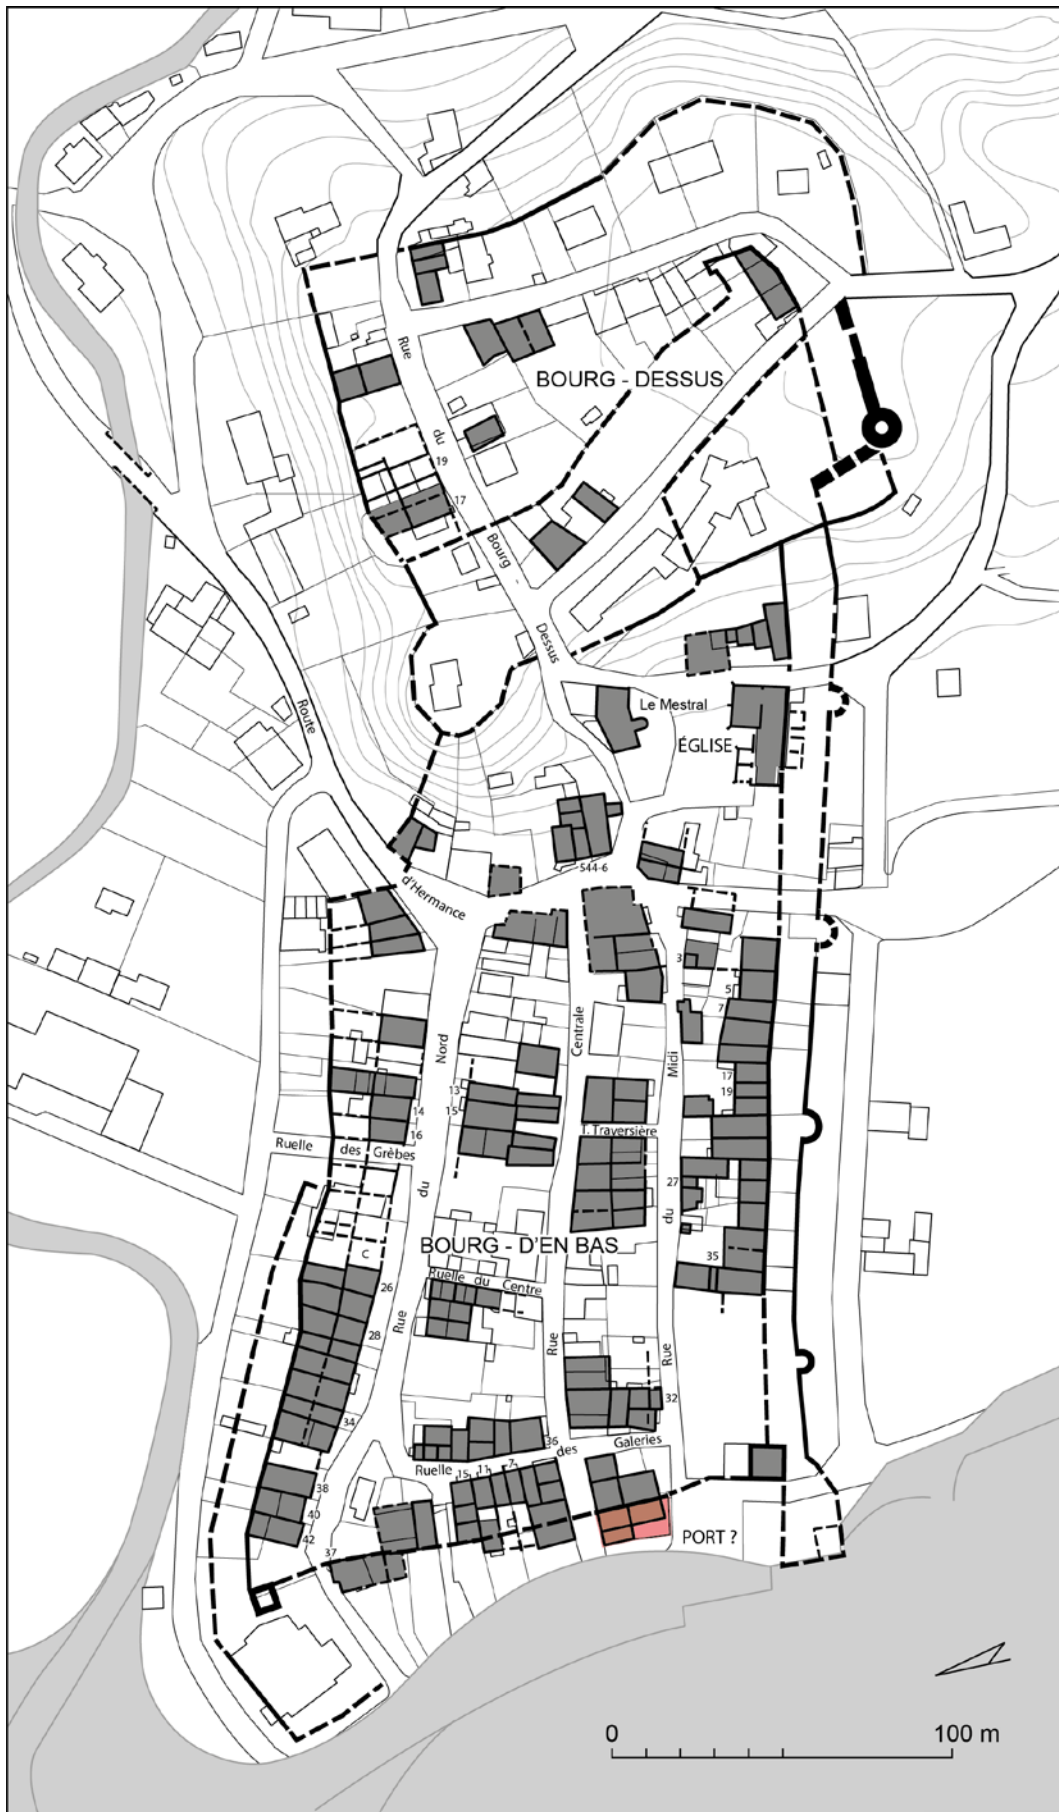 Rue
BOURG - DESSUS
du
19
17
Bourg -
Dessus
Le Mestral
Route
ÉGLISE
544-6
d'Hermance
3
5
7
Nord
Centrale
Midi
17
19
13
15
14
16
T. Traversière
Ruelle des Grèbes
27
du
du
BOURG - D'EN BAS
C
35
26
Ruelle du Centre
28
Rue
Rue
Rue
32
34
36
des Galeries
Ruelle
15
11
7
38
40
42
37
PORT ?
0
100 m